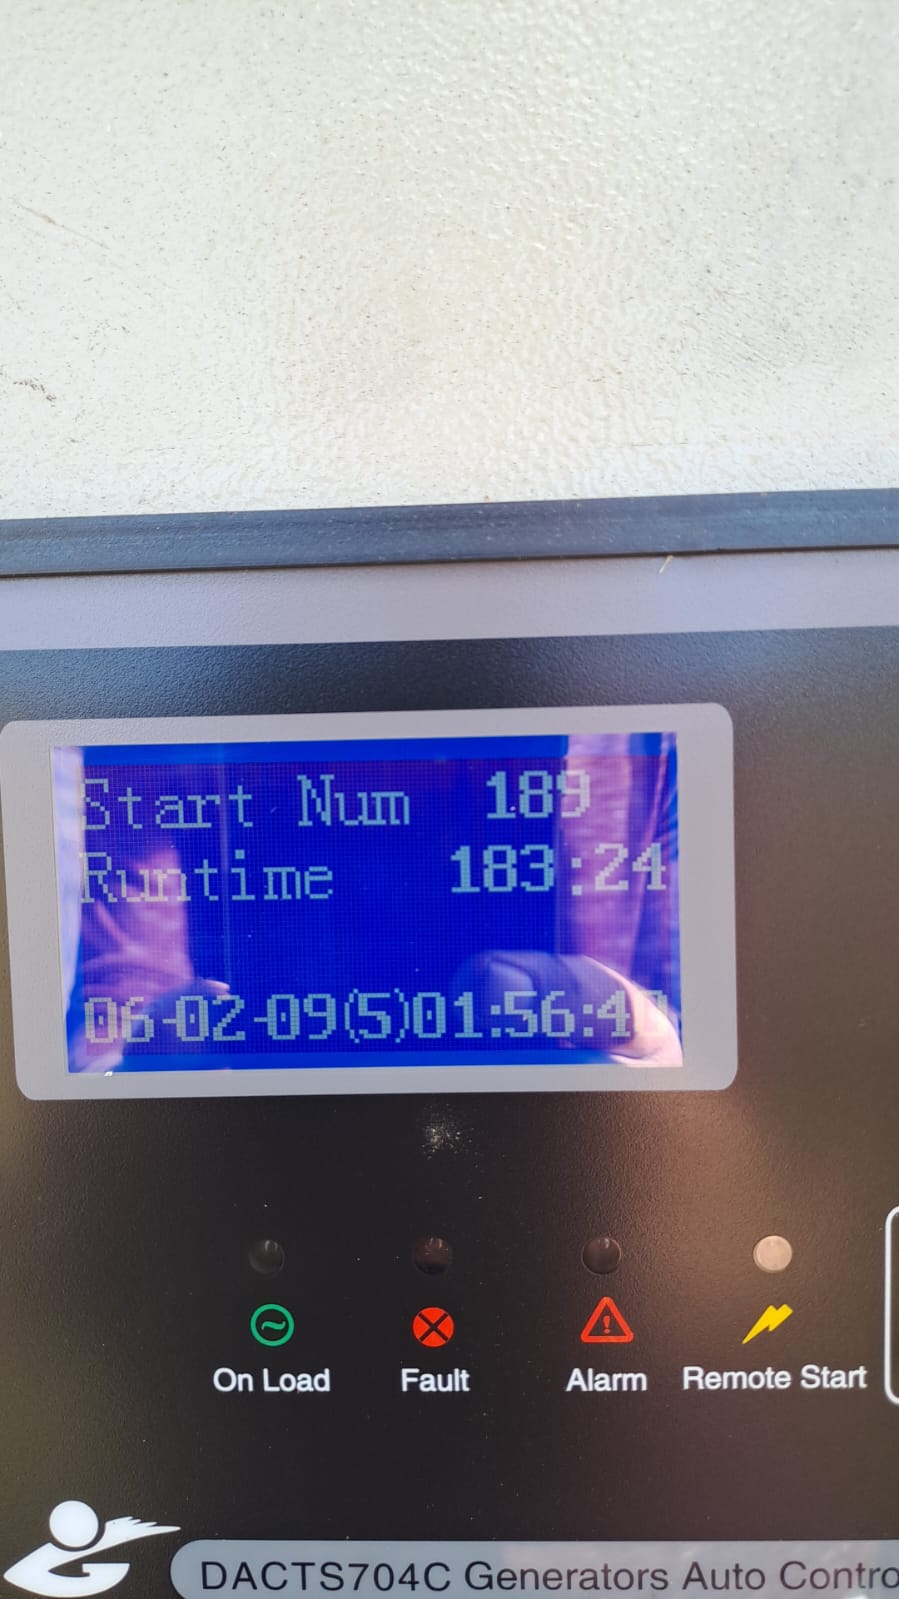 Start Num 189
Runtime 183:24
06-02-09(5)01:56:4
On Load
Fault
Alarm
Remote Start
DACTS704C Generators Auto Contro